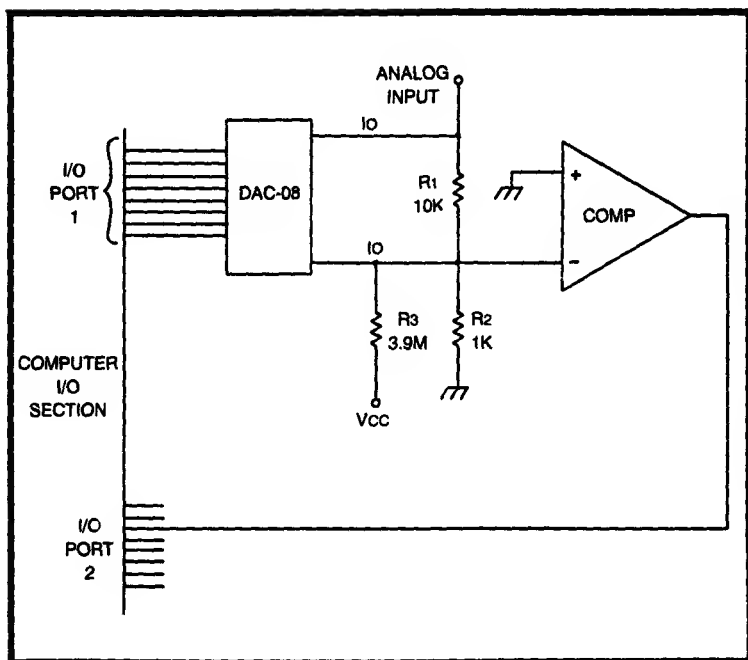 ANALOG
INPUT
IO
I/O
PORT
1
DAC-08
R1
10K
+
COMP
IO
-
R3
3.9M
R2
1K
COMPUTER
I/O
SECTION
VCC
I/O
PORT
2